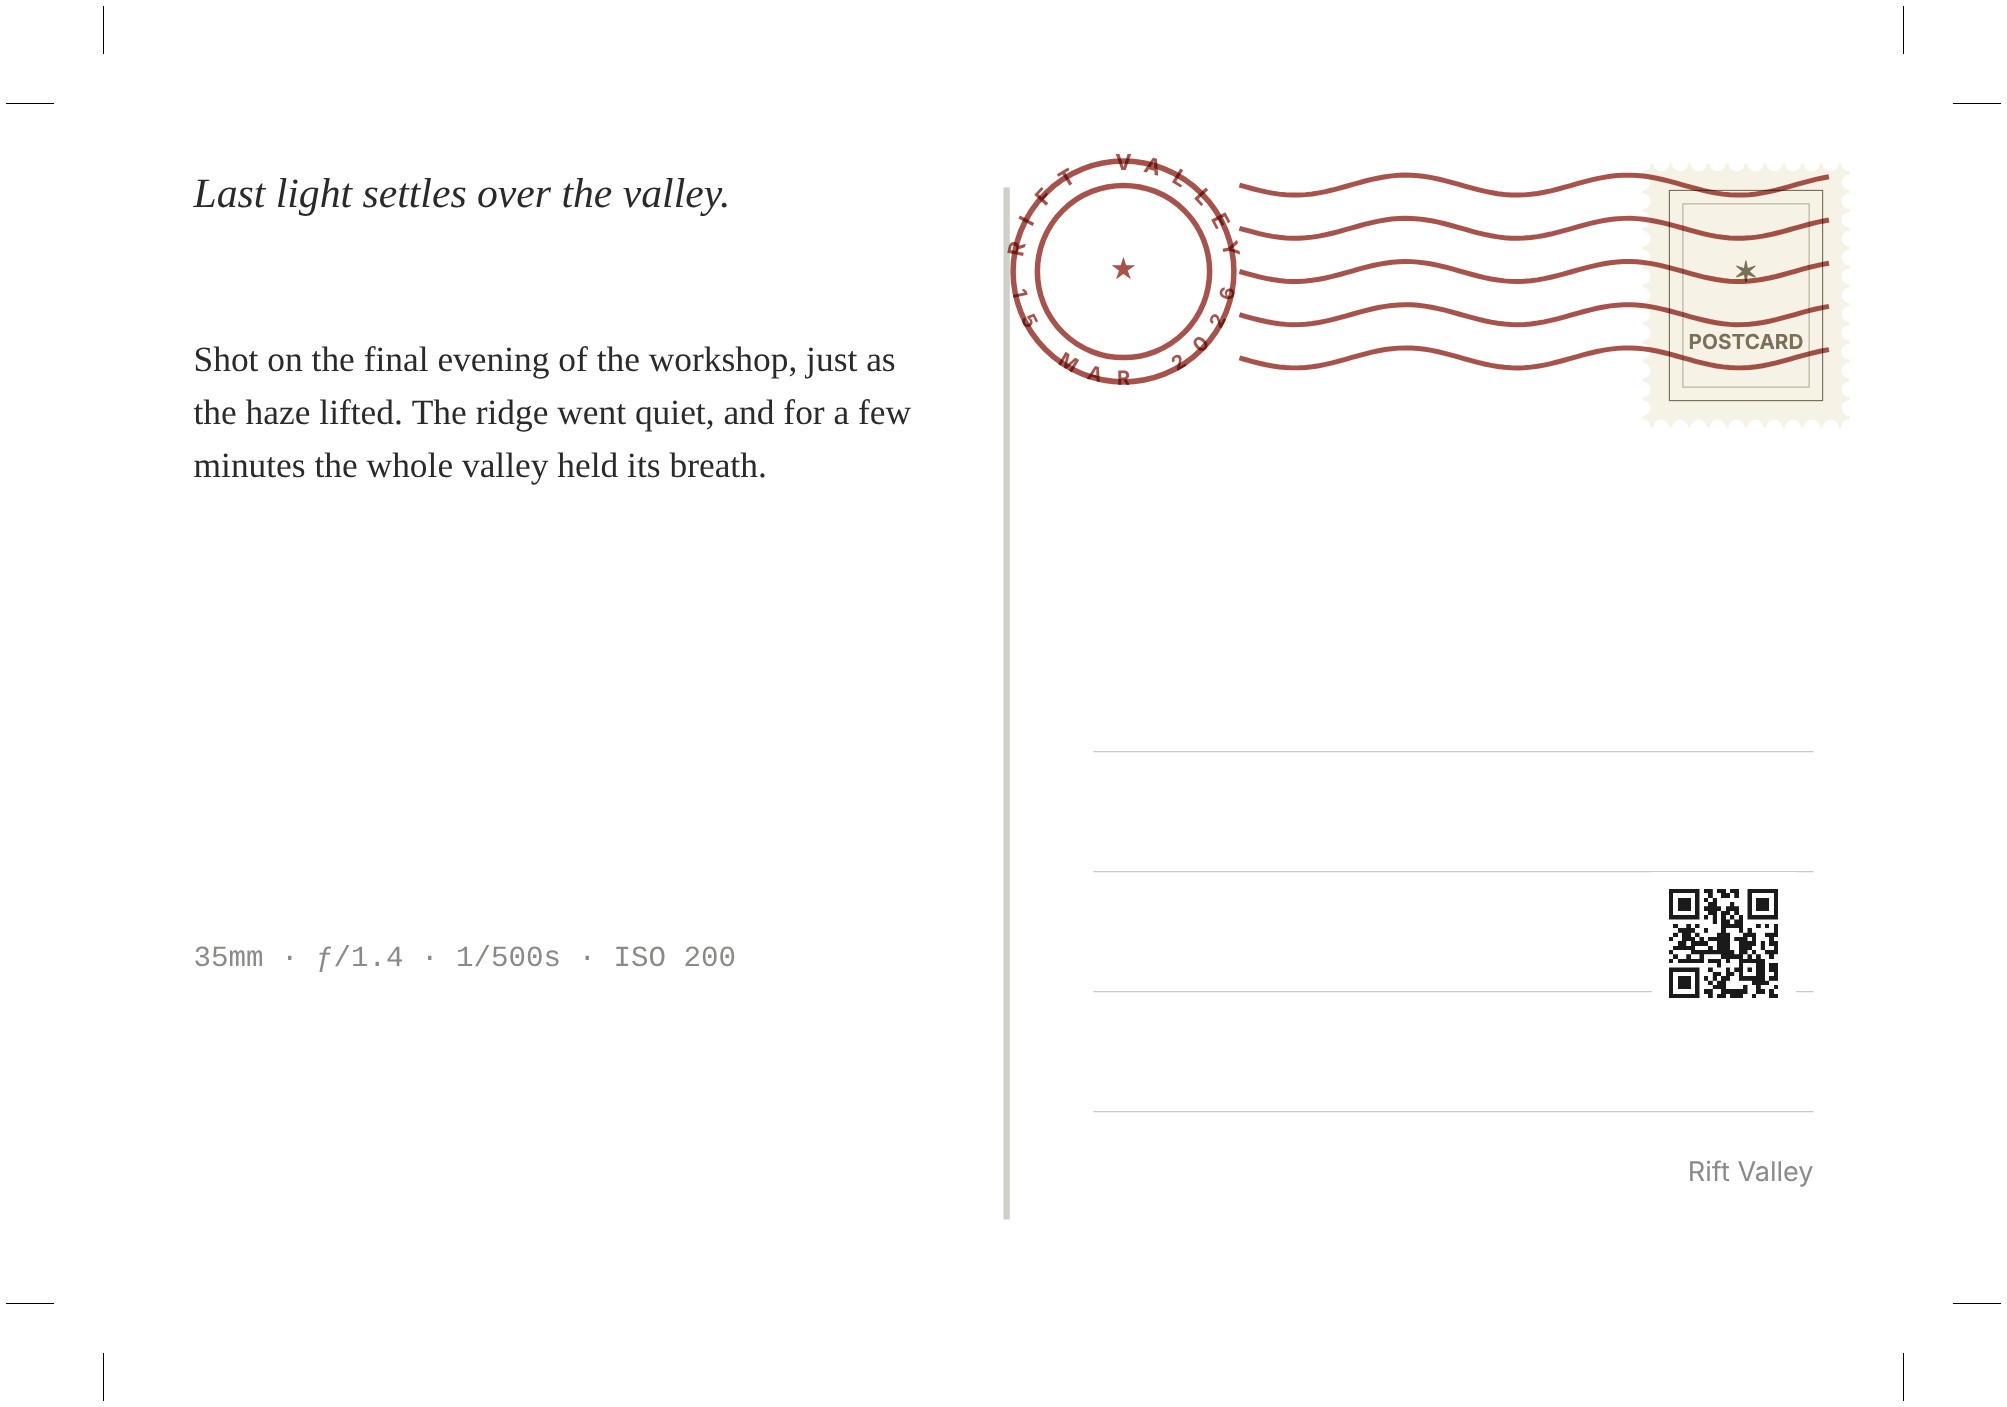 Last light settles over the valley.
Shot on the final evening of the workshop, just as
the haze lifted. The ridge went quiet, and for a few
minutes the whole valley held its breath.
35mm · ƒ/1.4 · 1/500s · ISO 200
RIFT VALLEY
15 MAR 2026
POSTCARD
Rift Valley